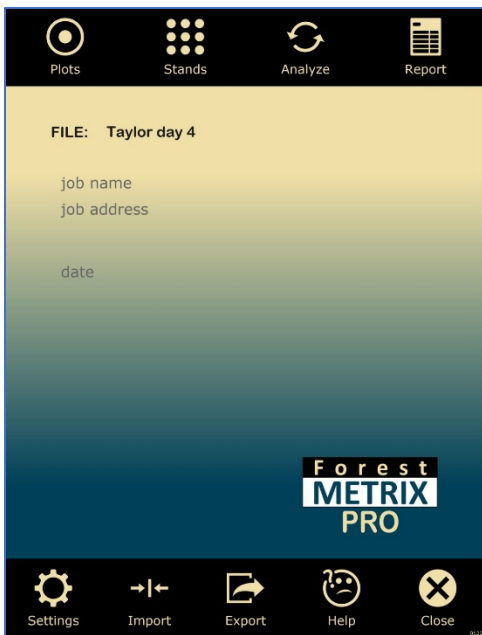 Plots Stands Analyze Report
FILE: Taylor day 4
job name
job address
date
Forest
METRIX
PRO
Settings Import Export Help Close